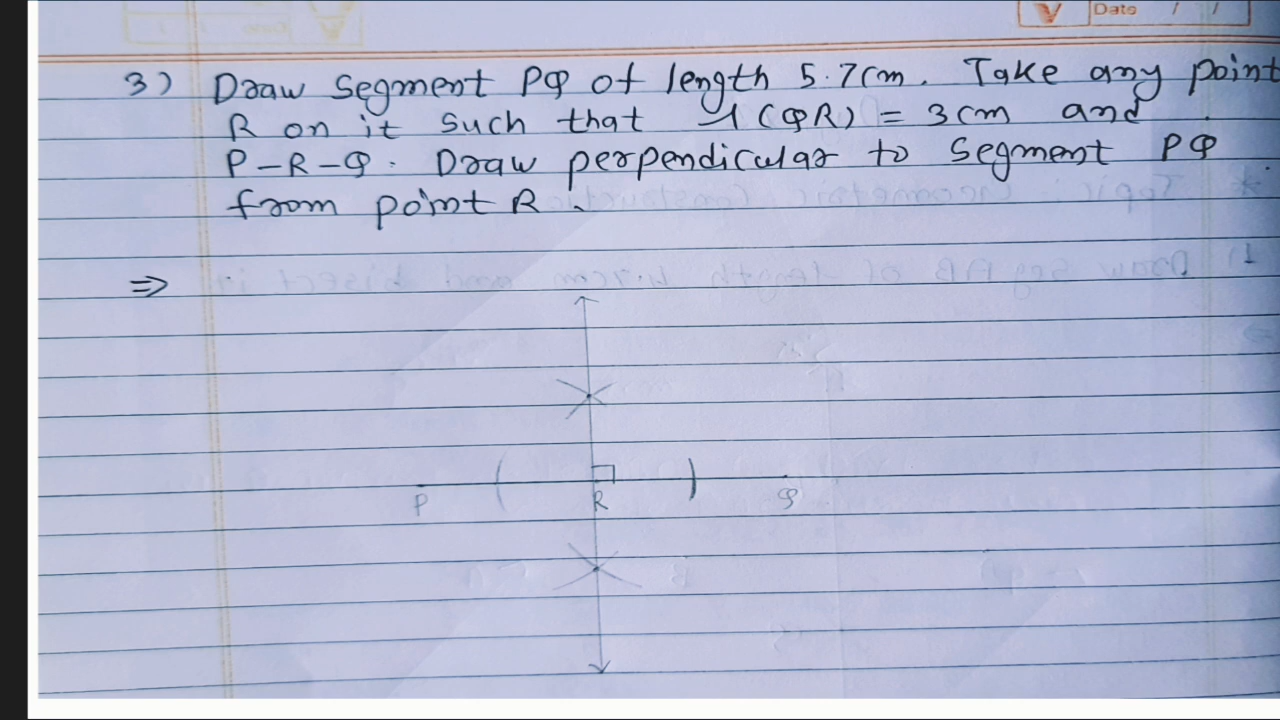 Date / /
3) Draw segment PQ of length 5.7cm. Take any point
R on it such that l(QR) = 3cm and
P-R-Q. Draw perpendicular to segment PQ
from point R.
⇒
P R Q